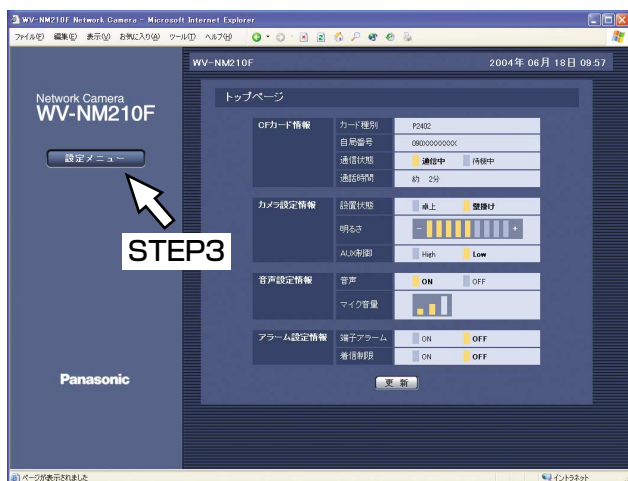 WV-NM210F Network Camera - Microsoft Internet Explorer
ファイル(F) 編集(E) 表示(V) お気に入り(A) ツール(T) ヘルプ(H)
WV-NM210F 2004年 06月 18日 09:57
Network Camera
WV-NM210F
設定メニュー
STEP3
Panasonic
トップページ
CFカード情報 カード種別 P2402
自局番号 090XXXXXXXX
通信状態 通信中 待機中
通話時間 約 2分
カメラ設定情報 設置状態 卓上 壁掛け
明るさ - +
AUX制御 High Low
音声設定情報 音声 ON OFF
マイク音量
アラーム設定情報 端子アラーム ON OFF
着信制限 ON OFF
更 新
ページが表示されました イントラネット